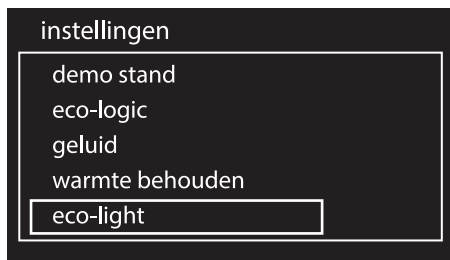 instellingen
demo stand
eco-logic
geluid
warmte behouden
eco-light